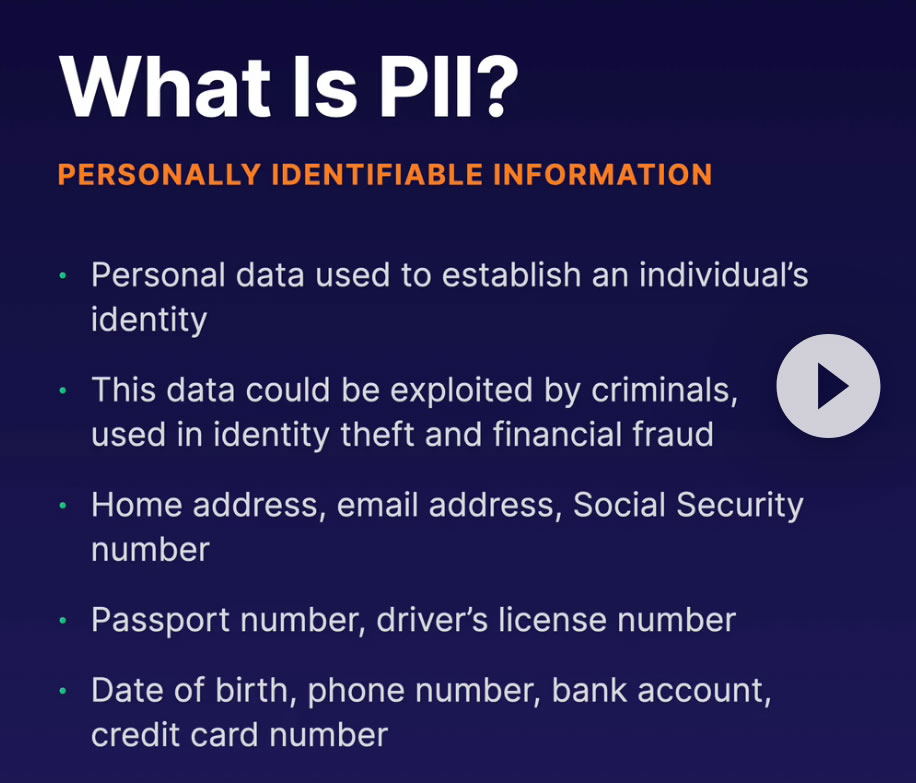 What Is PII?
PERSONALLY IDENTIFIABLE INFORMATION
• Personal data used to establish an individual’s
identity
• This data could be exploited by criminals,
used in identity theft and financial fraud
• Home address, email address, Social Security
number
• Passport number, driver’s license number
• Date of birth, phone number, bank account,
credit card number